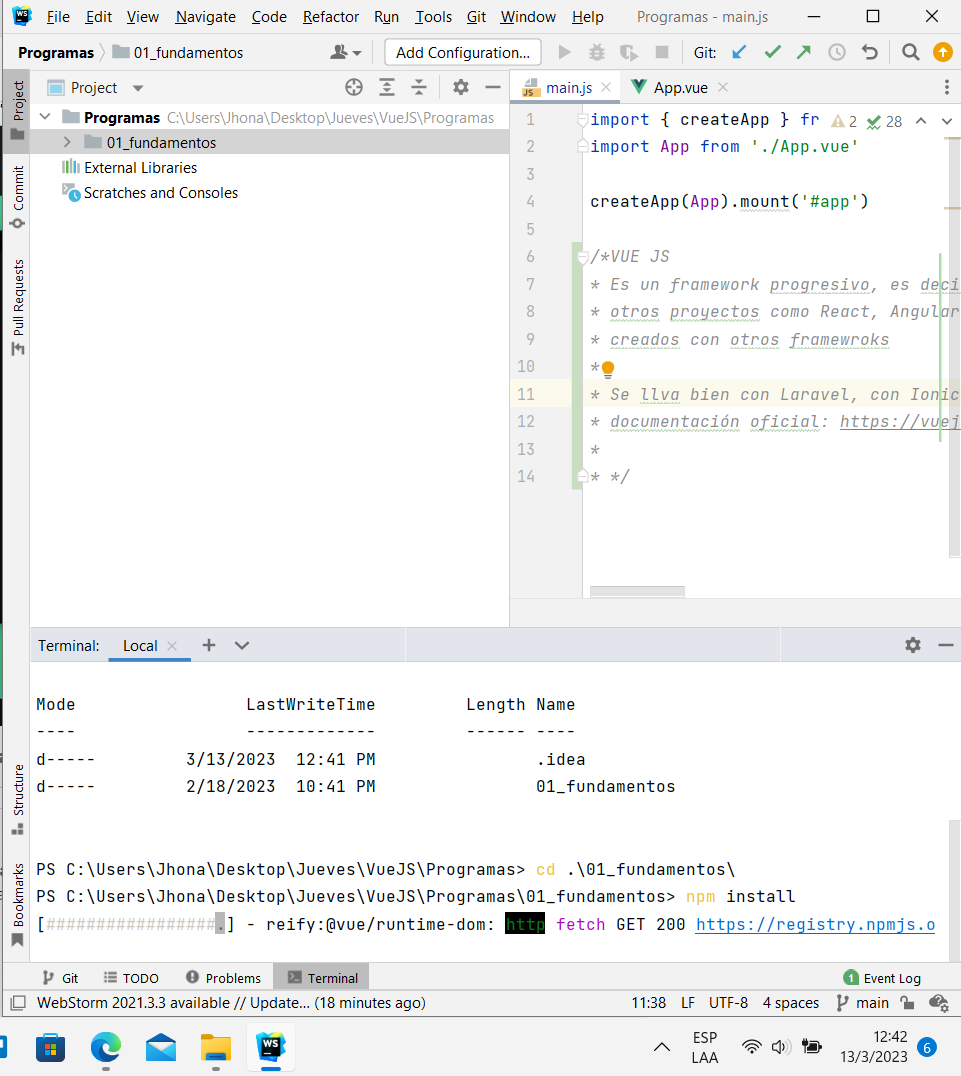 WS File Edit View Navigate Code Refactor Run Tools Git Window Help Programas - main.js
Programas 01_fundamentos Add Configuration... Git:
Project
Project main.js App.vue
Programas C:\Users\Jhona\Desktop\Jueves\VueJS\Programas
01_fundamentos
External Libraries
Scratches and Consoles
Commit
Pull Requests
1 import { createApp } fr 2 28
2 import App from './App.vue'
3
4 createApp(App).mount('#app')
5
6 /*VUE JS
7 * Es un framework progresivo, es deci
8 * otros proyectos como React, Angular
9 * creados con otros framewroks
10 *
11 * Se llva bien con Laravel, con Ionic
12 * documentación oficial: https://vuej
13 *
14 * */
Terminal: Local
Mode LastWriteTime Length Name
---- ------------- ------ ----
d----- 3/13/2023 12:41 PM .idea
d----- 2/18/2023 10:41 PM 01_fundamentos
Structure
Bookmarks
PS C:\Users\Jhona\Desktop\Jueves\VueJS\Programas> cd .\01_fundamentos\
PS C:\Users\Jhona\Desktop\Jueves\VueJS\Programas\01_fundamentos> npm install
[#################.] - reify:@vue/runtime-dom: http fetch GET 200 https://registry.npmjs.o
Git TODO Problems Terminal 1 Event Log
WebStorm 2021.3.3 available // Update... (18 minutes ago) 11:38 LF UTF-8 4 spaces main
WS ESP 12:42
LAA 13/3/2023 6